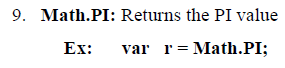 9. Math.PI: Returns the PI value
Ex: var r = Math.PI;